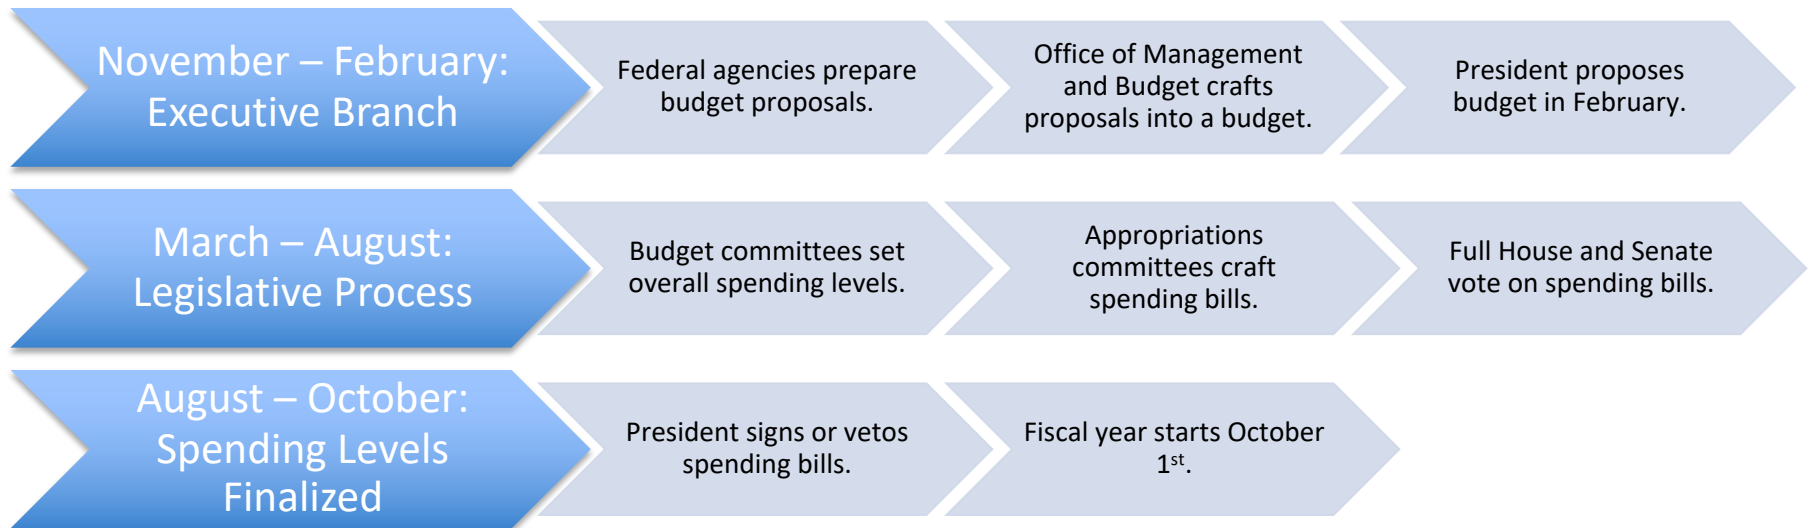 November – February:
Executive Branch
Federal agencies prepare
budget proposals.
Office of Management
and Budget crafts
proposals into a budget.
President proposes
budget in February.
March – August:
Legislative Process
Budget committees set
overall spending levels.
Appropriations
committees craft
spending bills.
Full House and Senate
vote on spending bills.
August – October:
Spending Levels
Finalized
President signs or vetos
spending bills.
Fiscal year starts October
1st.